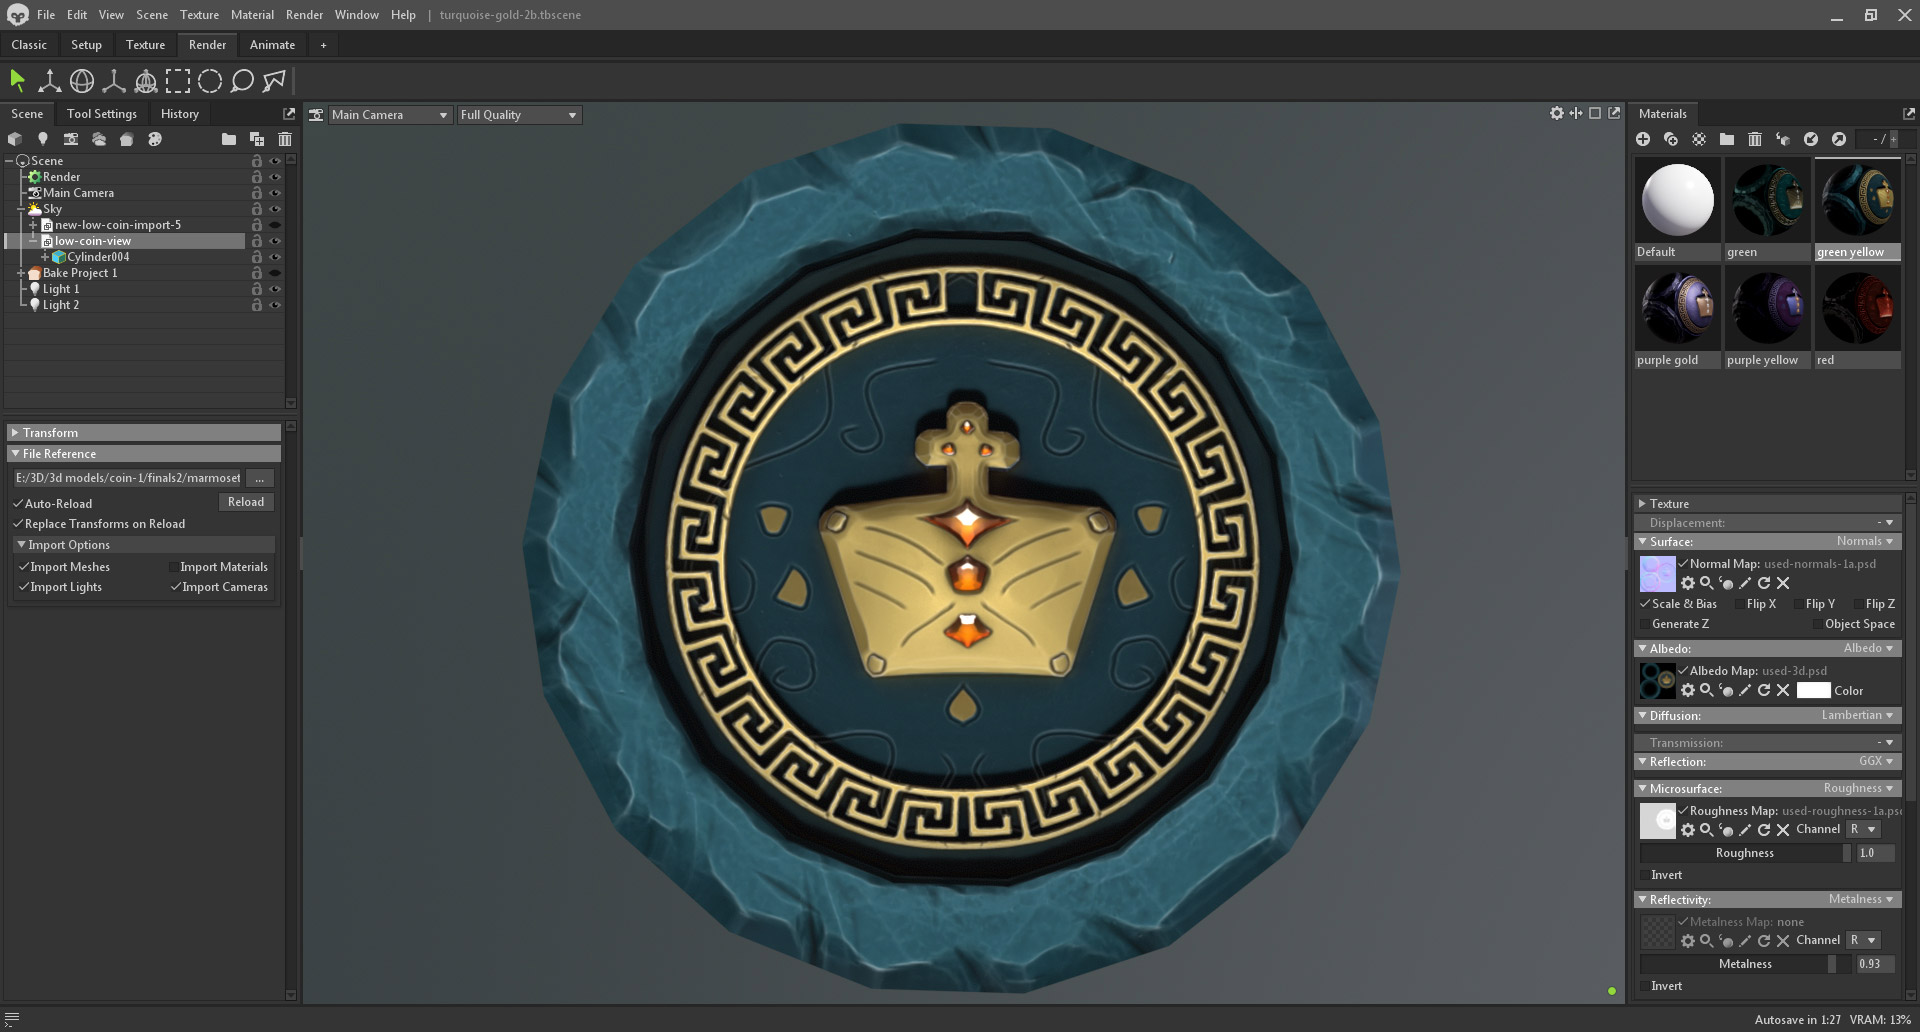 File Edit View Scene Texture Material Render Window Help | turquoise-gold-2b.tbscene
Classic Setup Texture Render Animate +
Scene Tool Settings History
Main Camera Full Quality
Materials
- / +
Scene
Render
Main Camera
Sky
new-low-coin-import-5
low-coin-view
Cylinder004
Bake Project 1
Light 1
Light 2
Default green green yellow
purple gold purple yellow red
Transform
File Reference
E:/3D/3d models/coin-1/finals2/marmoset ...
Auto-Reload Reload
Replace Transforms on Reload
Import Options
Import Meshes Import Materials
Import Lights Import Cameras
Texture
Displacement: -
Surface: Normals
Normal Map: used-normals-1a.psd
Scale & Bias Flip X Flip Y Flip Z
Generate Z Object Space
Albedo: Albedo
Albedo Map: used-3d.psd
Color
Diffusion: Lambertian
Transmission: -
Reflection: GGX
Microsurface: Roughness
Roughness Map: used-roughness-1a.psd
Channel R
Roughness 1.0
Invert
Reflectivity: Metalness
Metalness Map: none
Channel R
Metalness 0.93
Invert
Autosave in 1:27 VRAM: 13%